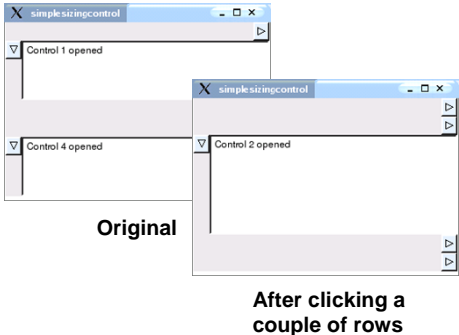 simplesizingcontrol
Control 1 opened
Control 4 opened
simplesizingcontrol
Control 2 opened
Original
After clicking a
couple of rows